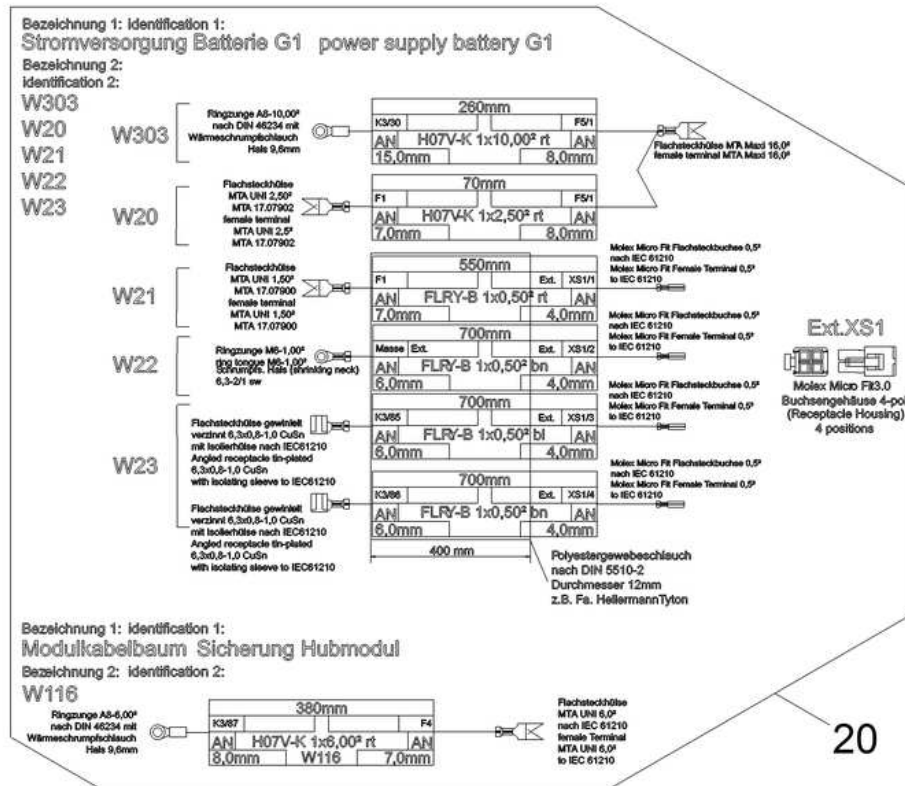 Bezeichnung 1: identification 1:
Stromversorgung Batterie G1 power supply battery G1
Bezeichnung 2:
identification 2:
W303
W20
W21
W22
W23
W303
Ringzunge A8-10,00²
nach DIN 46234 mit
Wärmeschrumpfschlauch
Hals 9,6mm
260mm
K3/30 F5/1
AN H07V-K 1x10,00² rt AN
15,0mm 8,0mm
Flachsteckhülse MTA Maxi 16,0²
female terminal MTA Maxi 16,0²
W20
Flachsteckhülse
MTA UNI 2,50²
MTA 17.07902
female terminal
MTA UNI 2,5²
MTA 17.07902
70mm
F1 F5/1
AN H07V-K 1x2,50² rt AN
7,0mm 8,0mm
W21
Flachsteckhülse
MTA UNI 1,50²
MTA 17.07900
female terminal
MTA UNI 1,50²
MTA 17.07900
550mm
F1 Ext. XS1/1
AN FLRY-B 1x0,50² rt AN
7,0mm 4,0mm
Molex Micro Fit Flachsteckbuchse 0,5²
nach IEC 61210
Molex Micro Fit Female Terminal 0,5²
to IEC 61210
W22
Ringzunge M6-1,00²
ring tongue M6-1,00²
Schrumpfs. Hals (shrinking neck)
6,3-2/1 sw
700mm
Masse Ext. Ext. XS1/2
AN FLRY-B 1x0,50² bn AN
6,0mm 4,0mm
Molex Micro Fit Flachsteckbuchse 0,5²
nach IEC 61210
Molex Micro Fit Female Terminal 0,5²
to IEC 61210
W23
Flachsteckhülse gewinkelt
verzinnt 6,3x0,8-1,0 CuSn
mit Isolierhülse nach IEC61210
Angled receptacle tin-plated
6,3x0,8-1,0 CuSn
with isolating sleeve to IEC61210
700mm
K3/85 Ext. XS1/3
AN FLRY-B 1x0,50² bl AN
6,0mm 4,0mm
Molex Micro Fit Flachsteckbuchse 0,5²
nach IEC 61210
Molex Micro Fit Female Terminal 0,5²
to IEC 61210
Flachsteckhülse gewinkelt
verzinnt 6,3x0,8-1,0 CuSn
mit Isolierhülse nach IEC61210
Angled receptacle tin-plated
6,3x0,8-1,0 CuSn
with isolating sleeve to IEC61210
700mm
K3/86 Ext. XS1/4
AN FLRY-B 1x0,50² bn AN
6,0mm 4,0mm
Molex Micro Fit Flachsteckbuchse 0,5²
nach IEC 61210
Molex Micro Fit Female Terminal 0,5²
to IEC 61210
Ext.XS1
Molex Micro Fit3.0
Buchsengehäuse 4-pol
(Receptacle Housing)
4 positions
400 mm
Polyestergewebeschlauch
nach DIN 5510-2
Durchmesser 12mm
z.B. Fa. HellermannTyton
Bezeichnung 1: identification 1:
Modulkabelbaum Sicherung Hubmodul
Bezeichnung 2: identification 2:
W116
Ringzunge A8-6,00²
nach DIN 46234 mit
Wärmeschrumpfschlauch
Hals 9,6mm
380mm
K3/87 F4
AN H07V-K 1x6,00² rt AN
8,0mm W116 7,0mm
Flachsteckhülse
MTA UNI 6,0²
nach IEC 61210
female Terminal
MTA UNI 6,0²
to IEC 61210
20